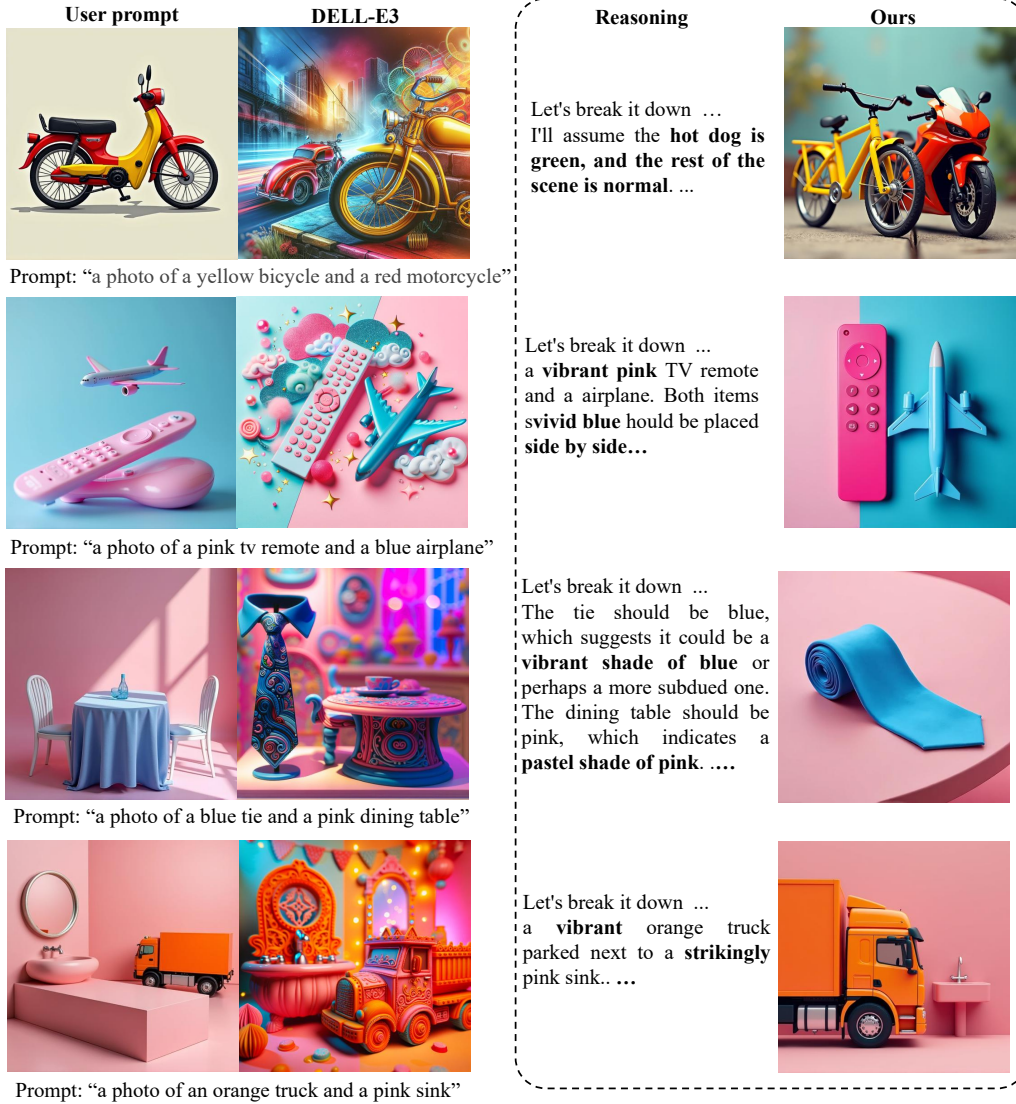 User prompt
DELL-E3
Reasoning
Ours
Let's break it down ...
I'll assume the hot dog is
green, and the rest of the
scene is normal. ...
Prompt: “a photo of a yellow bicycle and a red motorcycle”
Let's break it down ...
a vibrant pink TV remote
and a airplane. Both items
svivid blue hould be placed
side by side...
Prompt: “a photo of a pink tv remote and a blue airplane”
Let's break it down ...
The tie should be blue,
which suggests it could be a
vibrant shade of blue or
perhaps a more subdued one.
The dining table should be
pink, which indicates a
pastel shade of pink. ....
Prompt: “a photo of a blue tie and a pink dining table”
Let's break it down ...
a vibrant orange truck
parked next to a strikingly
pink sink.. ...
Prompt: “a photo of an orange truck and a pink sink”